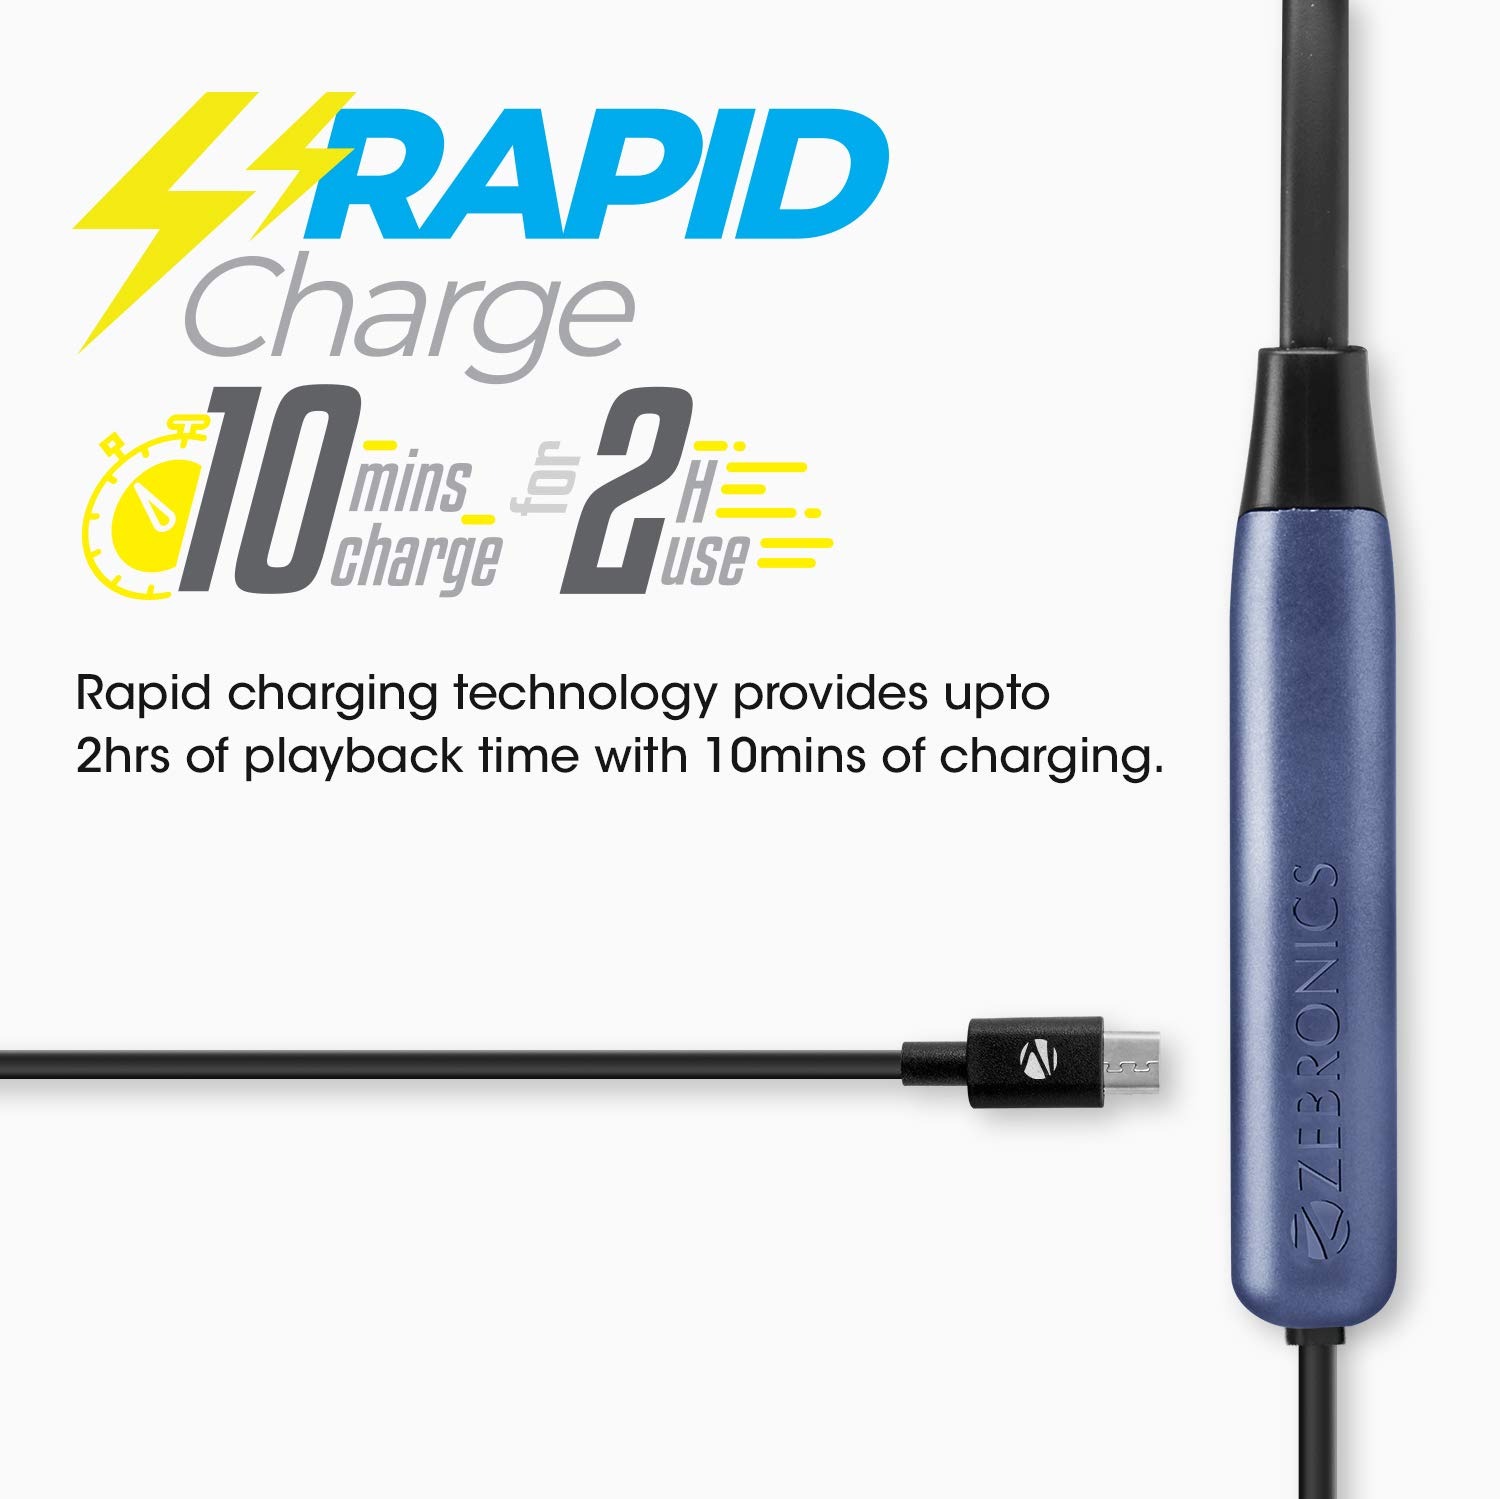 RAPID
Charge
10 mins charge for 2 H use
Rapid charging technology provides upto
2hrs of playback time with 10mins of charging.
ZEBRONICS